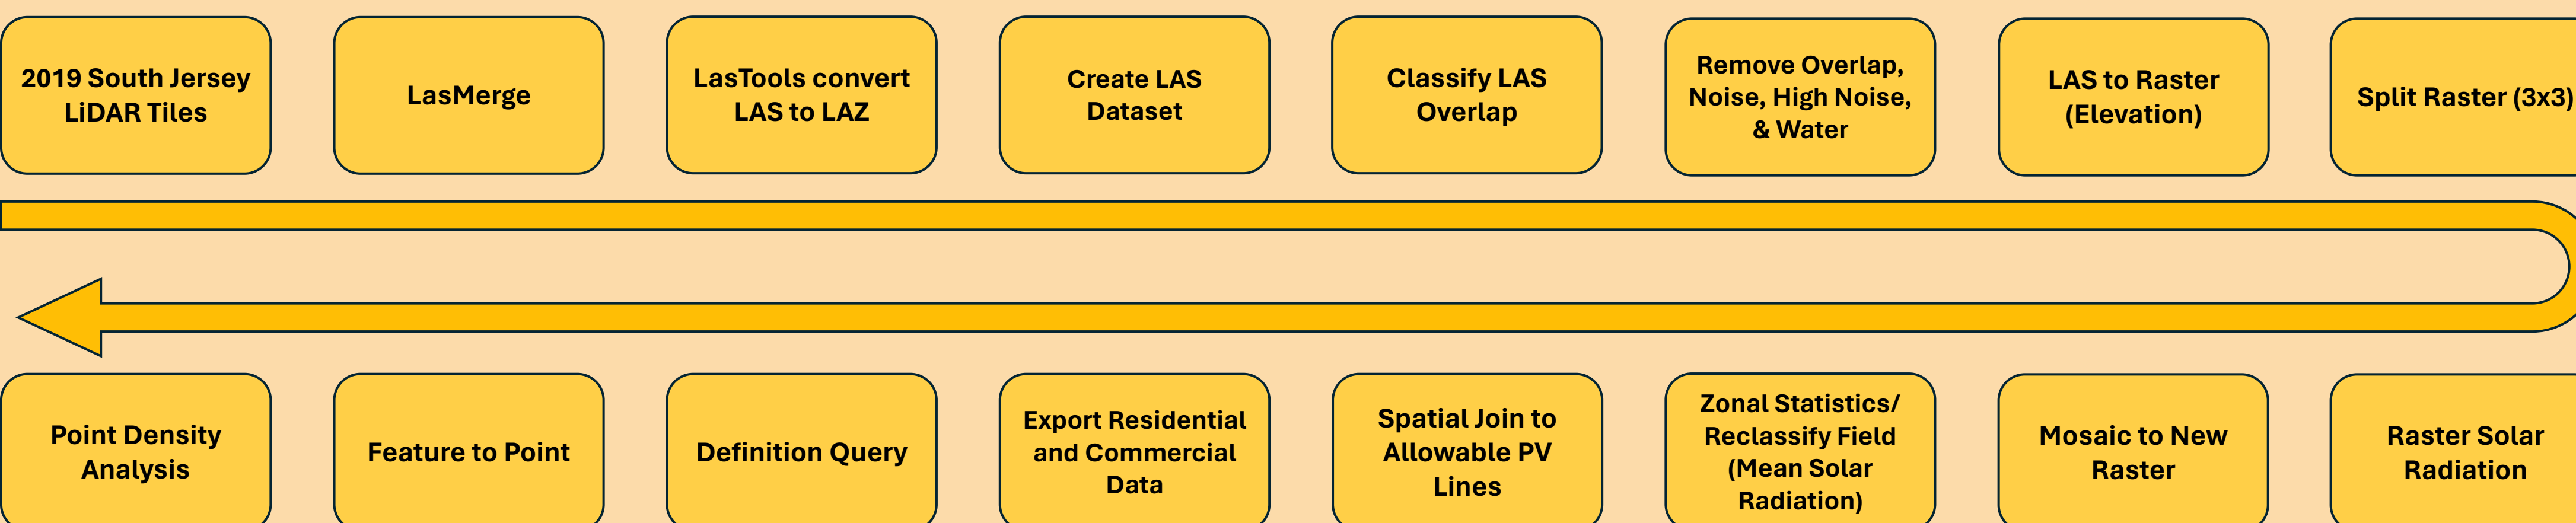 2019 South Jersey
LiDAR Tiles
LasMerge
LasTools convert
LAS to LAZ
Create LAS
Dataset
Classify LAS
Overlap
Remove Overlap,
Noise, High Noise,
& Water
LAS to Raster
(Elevation)
Split Raster (3x3)
Point Density
Analysis
Feature to Point
Definition Query
Export Residential
and Commercial
Data
Spatial Join to
Allowable PV
Lines
Zonal Statistics/
Reclassify Field
(Mean Solar
Radiation)
Mosaic to New
Raster
Raster Solar
Radiation